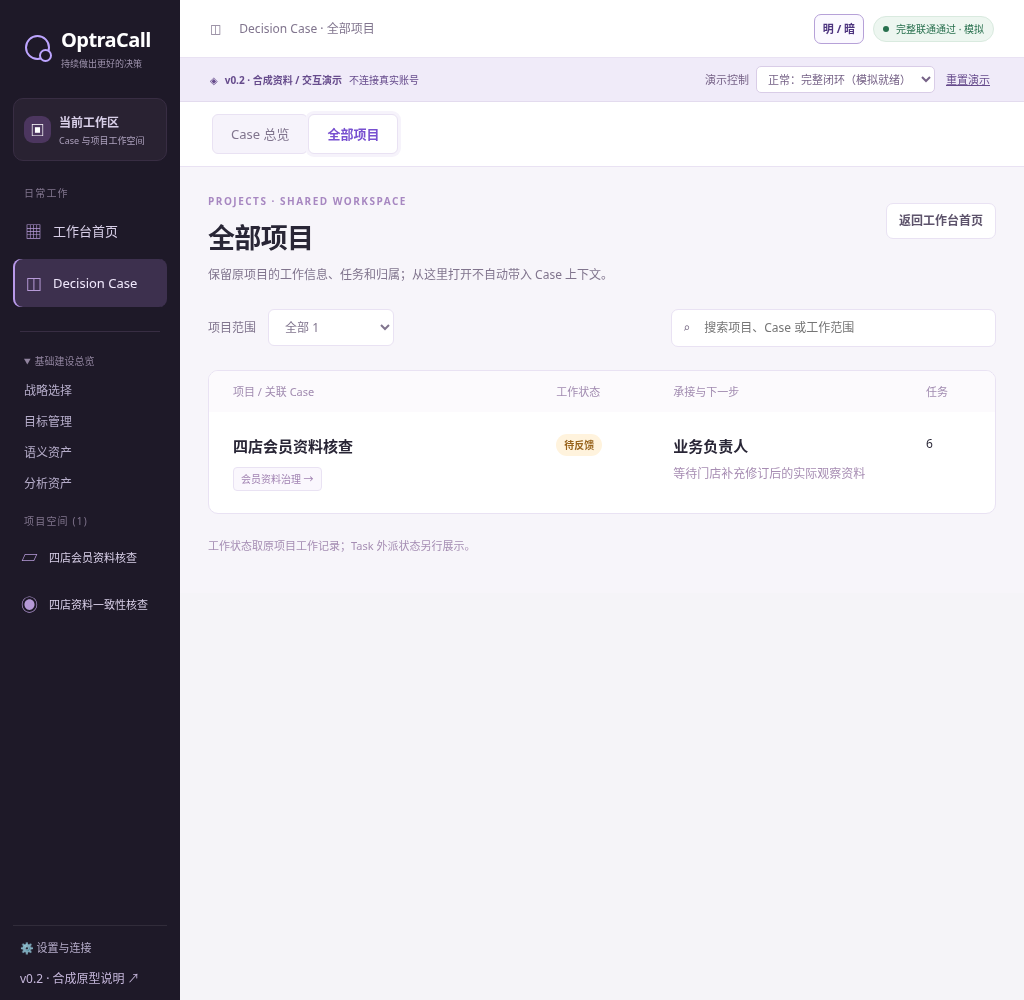 OptraCall
持续做出更好的决策
当前工作区
Case 与项目工作空间
日常工作
工作台首页
Decision Case
▾ 基础建设总览
战略选择
目标管理
语义资产
分析资产
项目空间 (1)
四店会员资料核查
四店资料一致性核查
⚙️ 设置与连接
v0.2 · 合成原型说明 ↗
Decision Case · 全部项目
明 / 暗
完整联通通过 · 模拟
◈ v0.2 · 合成资料 / 交互演示 不连接真实账号
演示控制 正常：完整闭环（模拟就绪） 重置演示
Case 总览 全部项目
PROJECTS · SHARED WORKSPACE
全部项目
返回工作台首页
保留原项目的工作信息、任务和归属；从这里打开不自动带入 Case 上下文。
项目范围 全部 1
搜索项目、Case 或工作范围
项目 / 关联 Case 工作状态 承接与下一步 任务
四店会员资料核查 待反馈 业务负责人 6
会员资料治理 → 等待门店补充修订后的实际观察资料
工作状态取原项目工作记录；Task 外派状态另行展示。